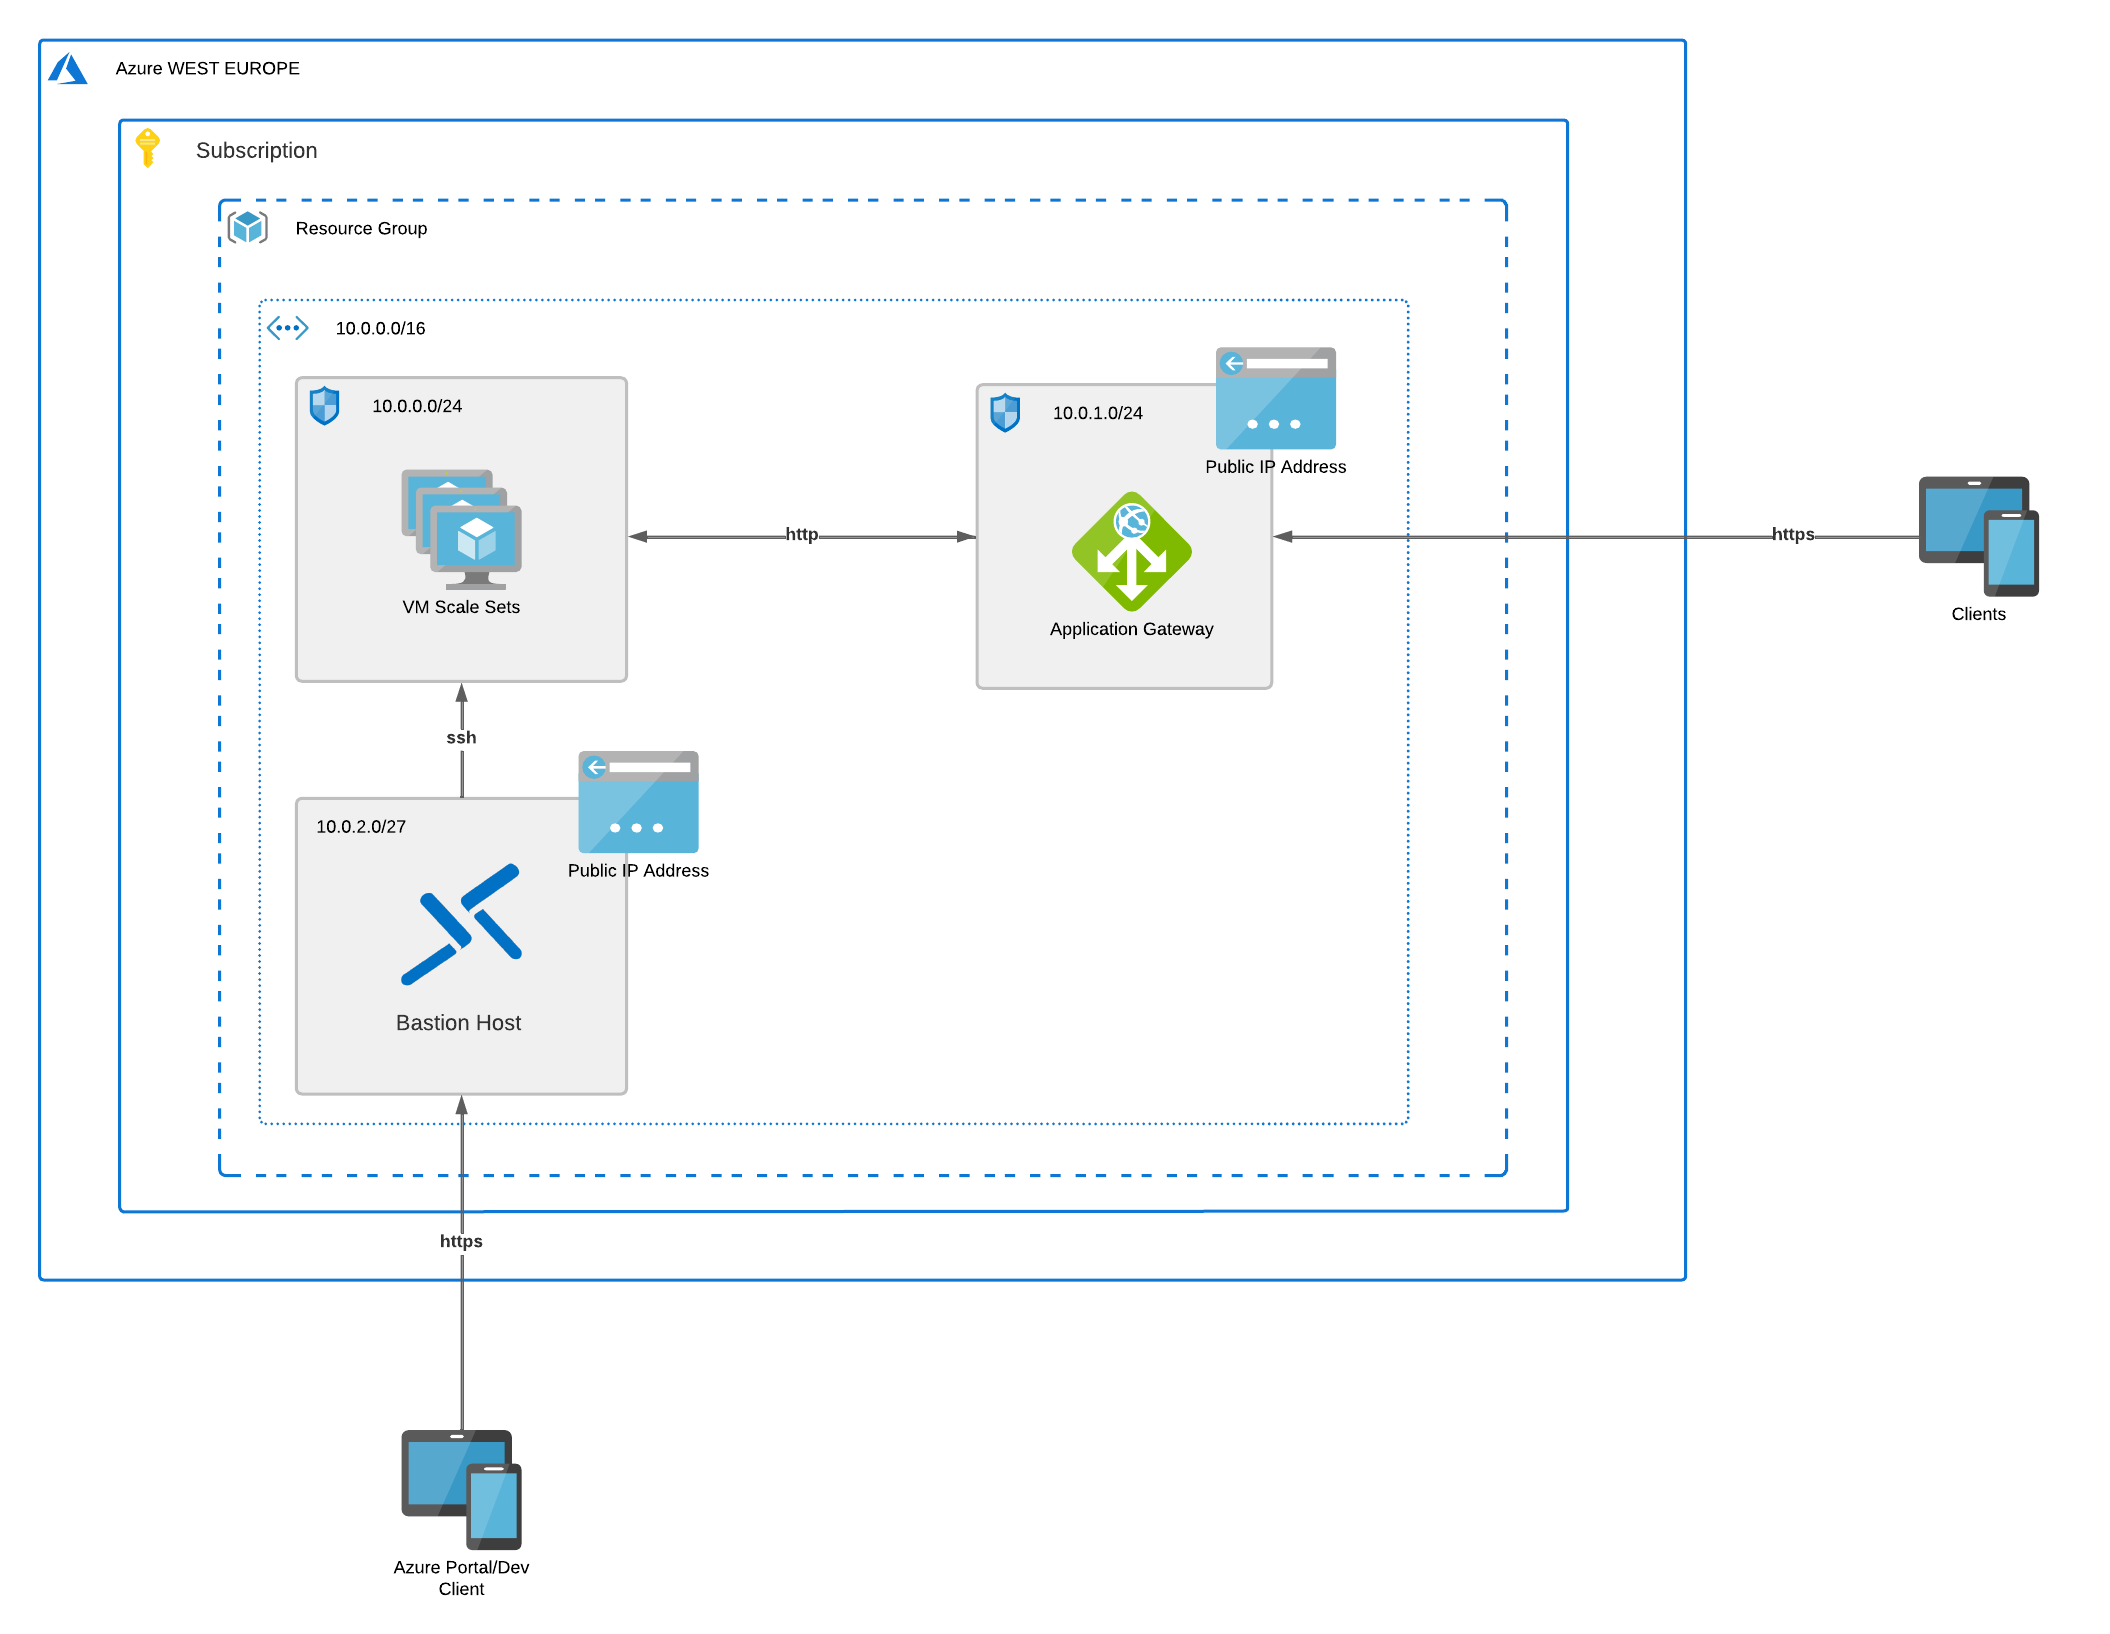 Azure WEST EUROPE
Subscription
Resource Group
10.0.0.0/16
10.0.0.0/24
10.0.1.0/24
Public IP Address
http
https
VM Scale Sets
Application Gateway
Clients
ssh
10.0.2.0/27
Public IP Address
Bastion Host
https
Azure Portal/Dev
Client